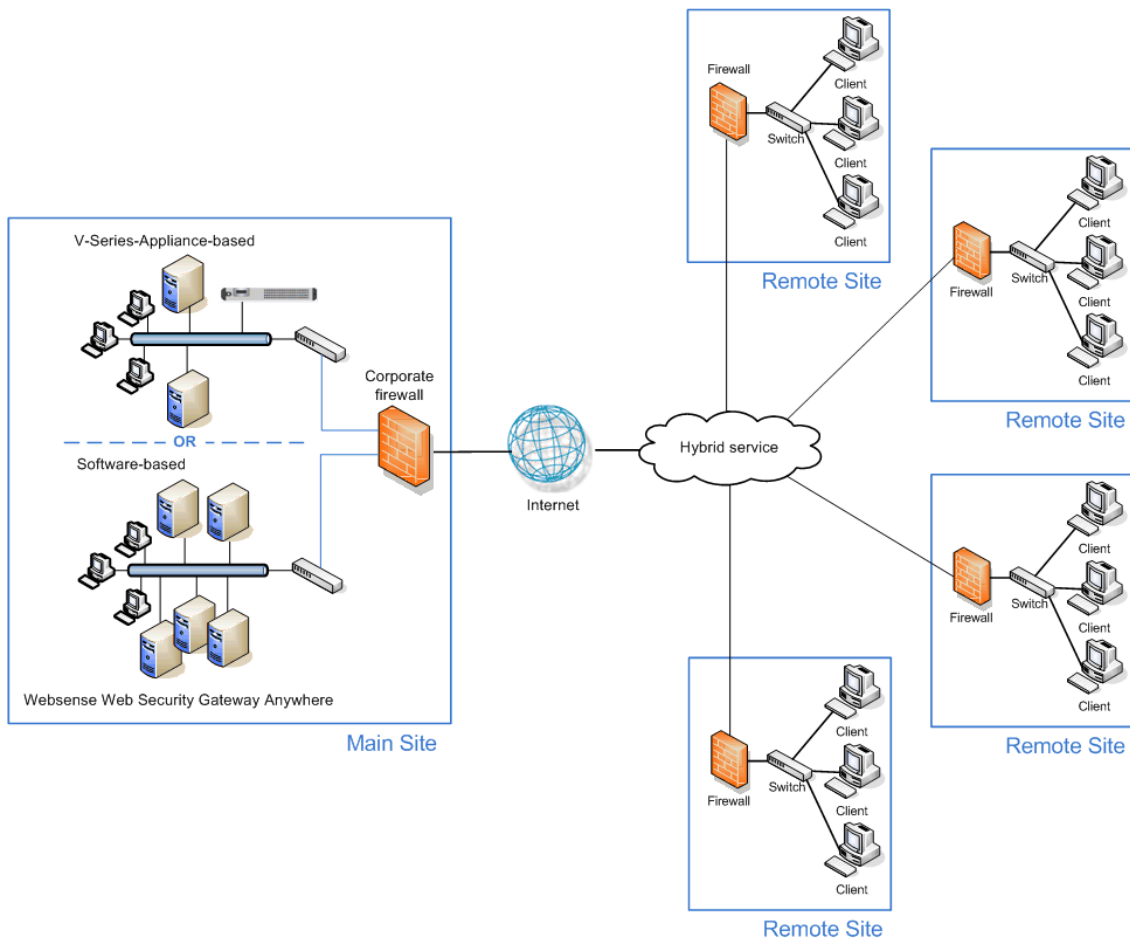 V-Series-Appliance-based
Corporate
firewall
OR
Software-based
Websense Web Security Gateway Anywhere
Main Site
Internet
Hybrid service
Firewall
Switch
Client
Client
Client
Remote Site
Firewall
Switch
Client
Client
Client
Remote Site
Firewall
Switch
Client
Client
Client
Remote Site
Firewall
Switch
Client
Client
Client
Remote Site